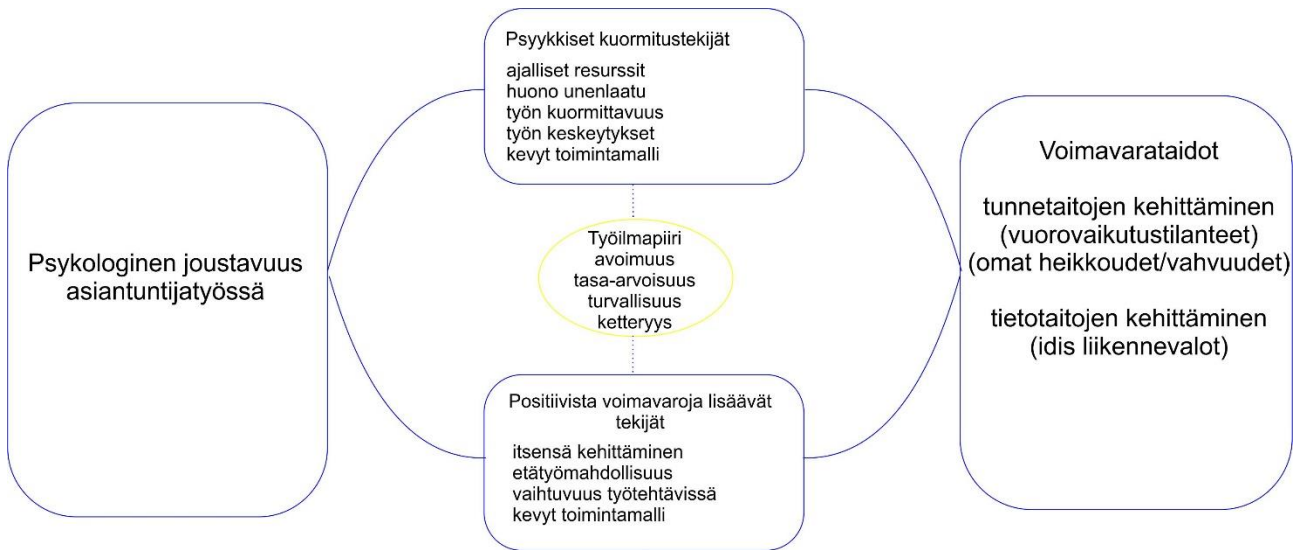 Psykologinen joustavuus
asiantuntijatyössä
Psyykkiset kuormitustekijät
ajalliset resurssit
huono unenlaatu
työn kuormittavuus
työn keskeytykset
kevyt toimintamalli
Työilmapiiri
avoimuus
tasa-arvoisuus
turvallisuus
ketteryys
Positiivista voimavaroja lisäävät
tekijät
itsensä kehittäminen
etätyömahdollisuus
vaihtuvuus työtehtävissä
kevyt toimintamalli
Voimavarataidot
tunnetaitojen kehittäminen
(vuorovaikutustilanteet)
(omat heikkoudet/vahvuudet)
tietotaitojen kehittäminen
(idis liikennevalot)